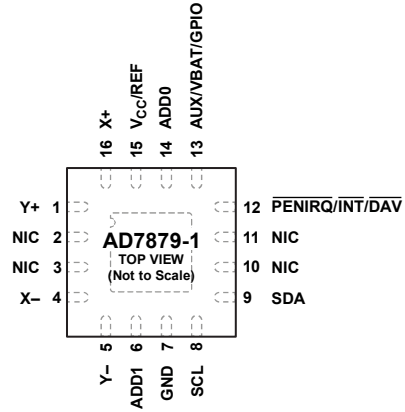 16 X+
15 VCC/REF
14 ADD0
13 AUX/VBAT/GPIO
Y+ 1
NIC 2
NIC 3
X– 4
AD7879-1
TOP VIEW
(Not to Scale)
12 PENIRQ/INT/DAV
11 NIC
10 NIC
9 SDA
Y– 5
ADD1 6
GND 7
SCL 8